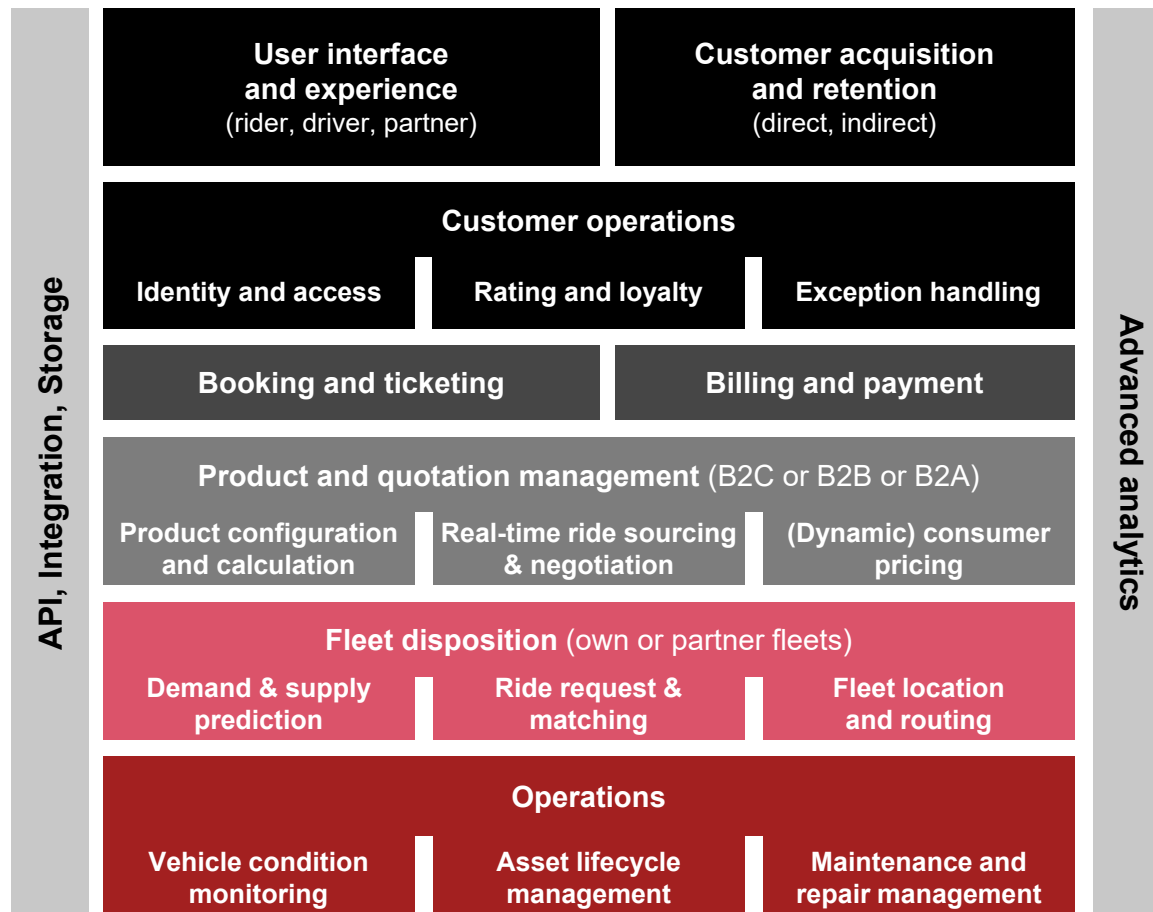 API, Integration, Storage
User interface
and experience
(rider, driver, partner)
Customer acquisition
and retention
(direct, indirect)
Customer operations
Identity and access
Rating and loyalty
Exception handling
Booking and ticketing
Billing and payment
Product and quotation management (B2C or B2B or B2A)
Product configuration
and calculation
Real-time ride sourcing
& negotiation
(Dynamic) consumer
pricing
Fleet disposition (own or partner fleets)
Demand & supply
prediction
Ride request &
matching
Fleet location
and routing
Operations
Vehicle condition
monitoring
Asset lifecycle
management
Maintenance and
repair management
Advanced analytics